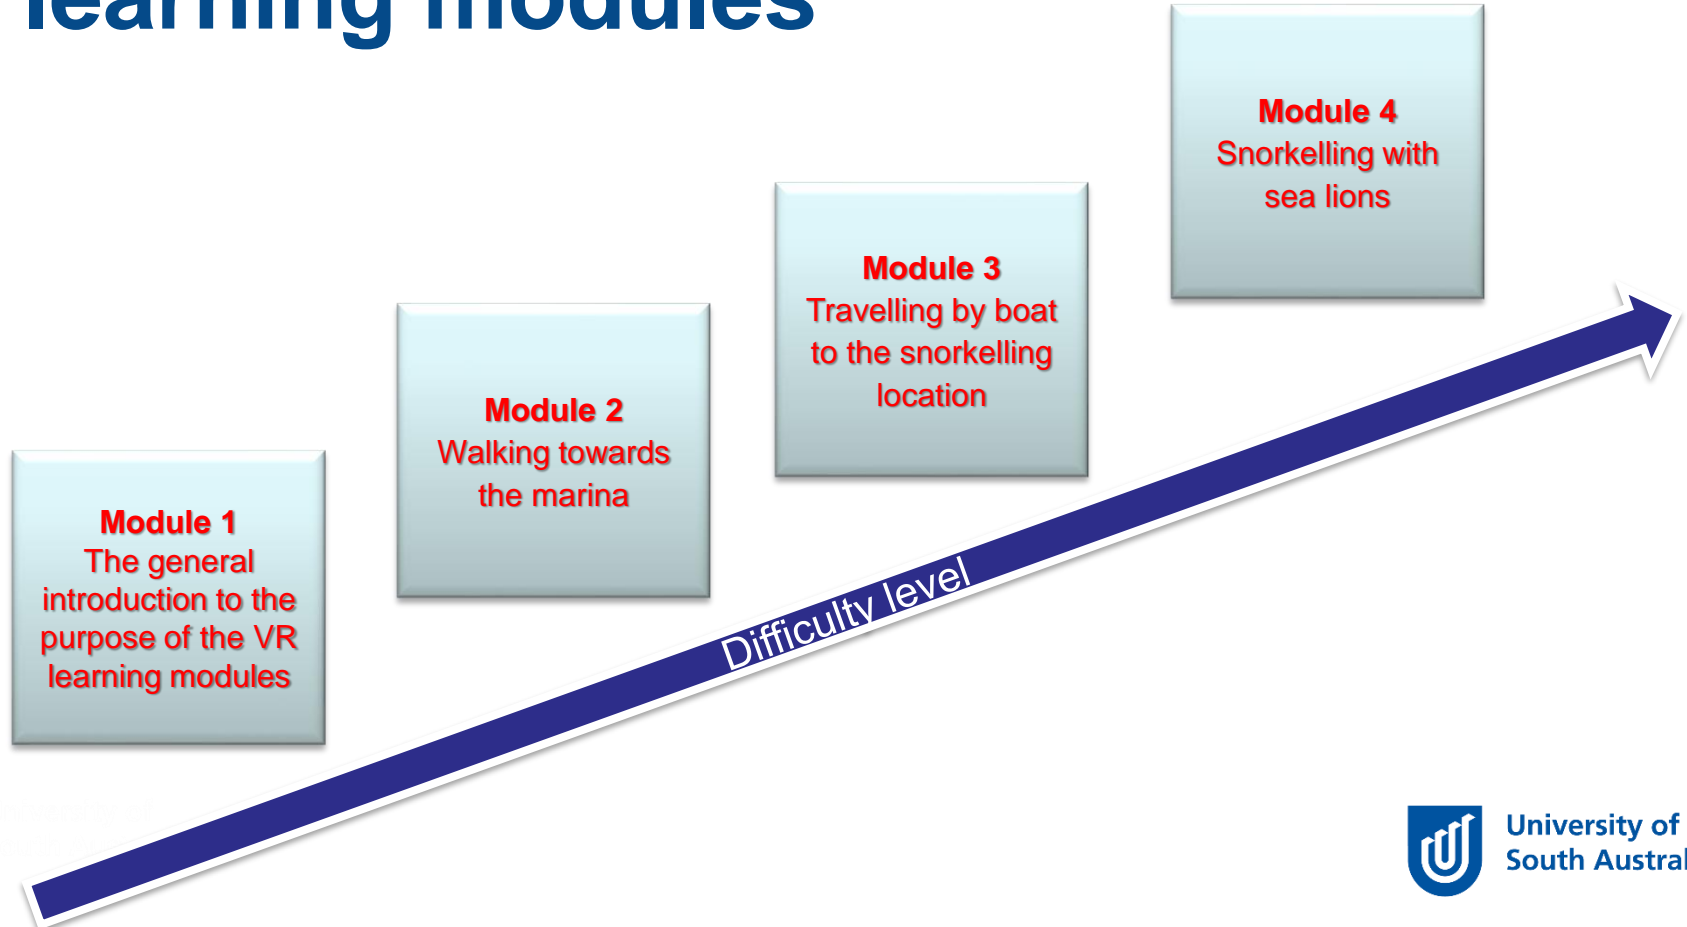 learning modules
Module 4
Snorkelling with
sea lions
Module 3
Travelling by boat
to the snorkelling
location
Module 2
Walking towards
the marina
Module 1
The general
introduction to the
purpose of the VR
learning modules
Difficulty level
University of
South Austral